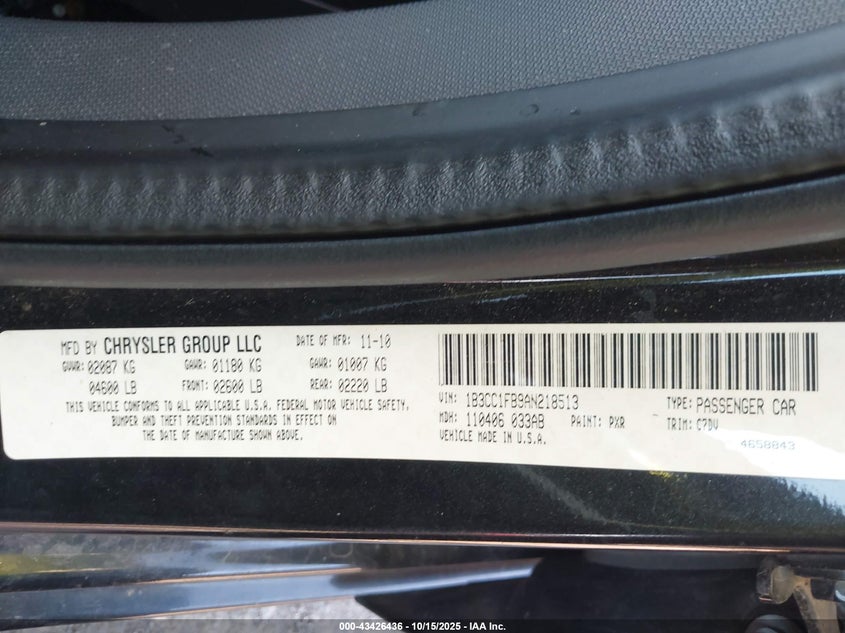 MFD BY CHRYSLER GROUP LLC DATE OF MFR: 11-10
GVWR: 02087 KG GAWR: 01180 KG GAWR: 01007 KG
04600 LB FRONT: 02600 LB REAR: 02220 LB
THIS VEHICLE CONFORMS TO ALL APPLICABLE U.S.A. FEDERAL MOTOR VEHICLE SAFETY,
BUMPER AND THEFT PREVENTION STANDARDS IN EFFECT ON
THE DATE OF MANUFACTURE SHOWN ABOVE.
VIN: 1B3CC1FB9AN218513 TYPE: PASSENGER CAR
MDH: 110406 033AB PAINT: PXR TRIM: C7DV
VEHICLE MADE IN U.S.A.
4658843
000-43426436 - 10/15/2025 - IAA Inc.